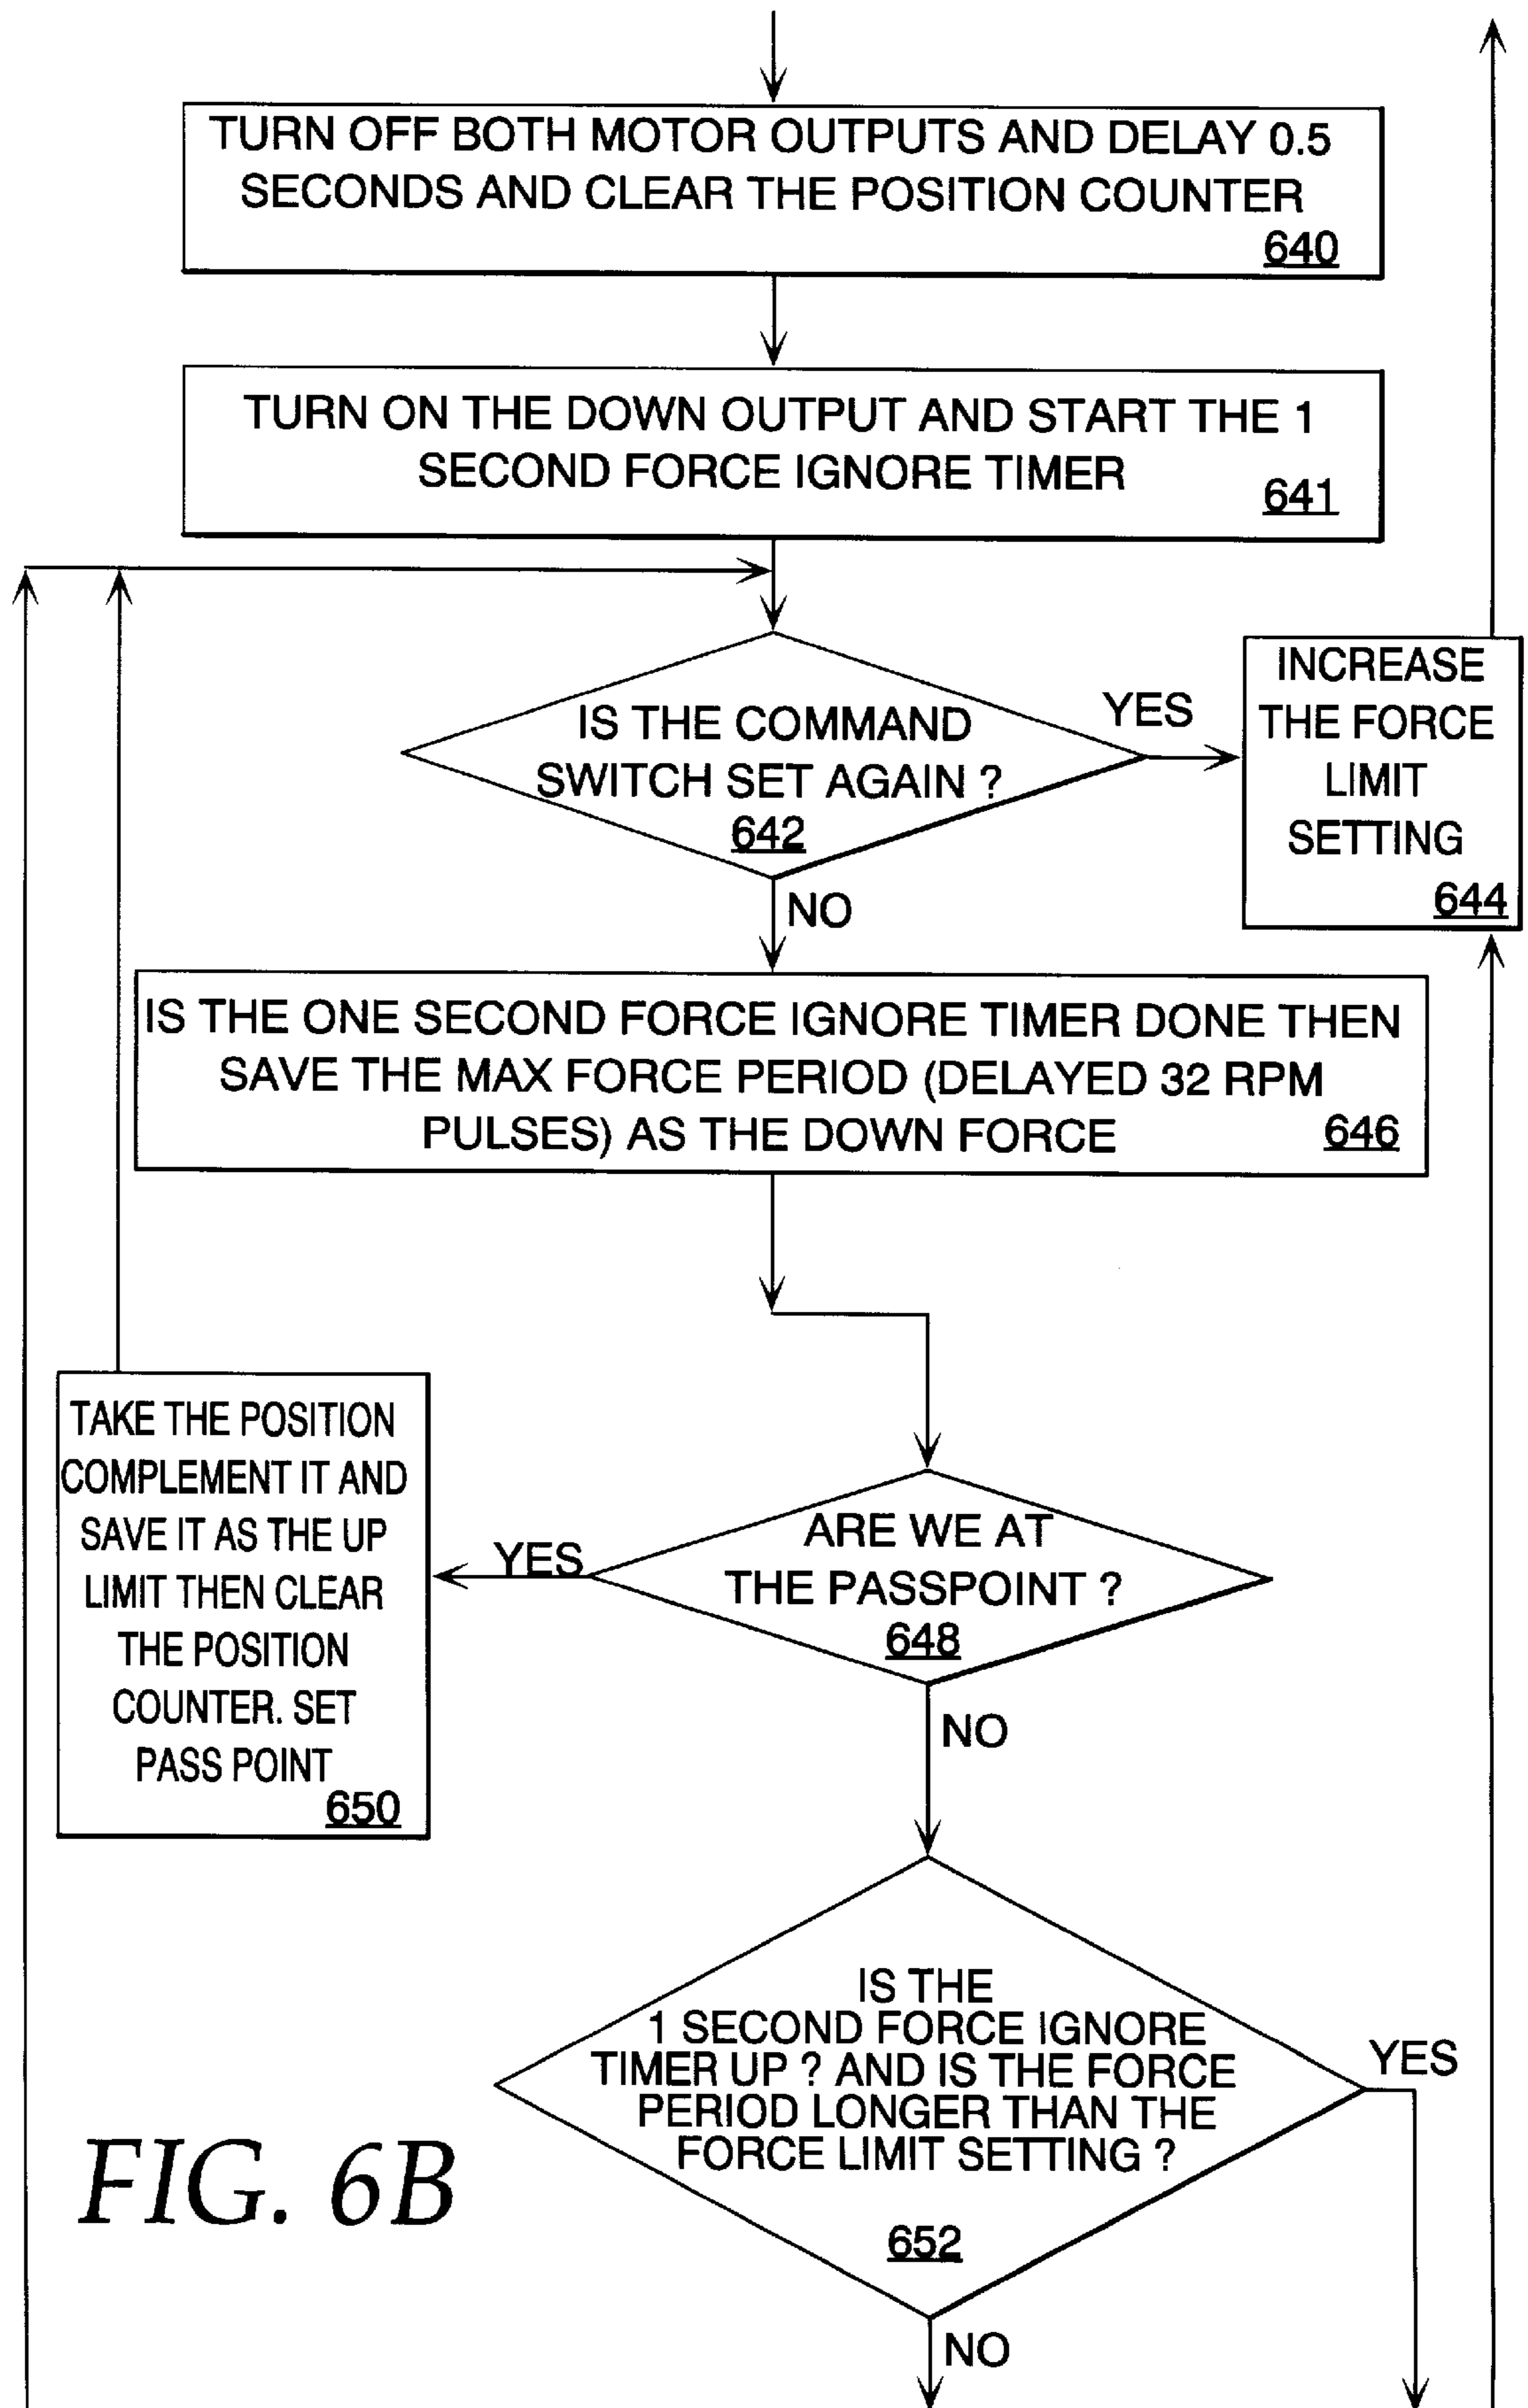 TURN OFF BOTH MOTOR OUTPUTS AND DELAY 0.5
SECONDS AND CLEAR THE POSITION COUNTER
640
TURN ON THE DOWN OUTPUT AND START THE 1
SECOND FORCE IGNORE TIMER
641
IS THE COMMAND
SWITCH SET AGAIN ?
642
YES
INCREASE
THE FORCE
LIMIT
SETTING
644
NO
IS THE ONE SECOND FORCE IGNORE TIMER DONE THEN
SAVE THE MAX FORCE PERIOD (DELAYED 32 RPM
PULSES) AS THE DOWN FORCE
646
ARE WE AT
THE PASSPOINT ?
648
YES
TAKE THE POSITION
COMPLEMENT IT AND
SAVE IT AS THE UP
LIMIT THEN CLEAR
THE POSITION
COUNTER. SET
PASS POINT
650
NO
IS THE
1 SECOND FORCE IGNORE
TIMER UP ? AND IS THE FORCE
PERIOD LONGER THAN THE
FORCE LIMIT SETTING ?
652
YES
NO
FIG. 6B